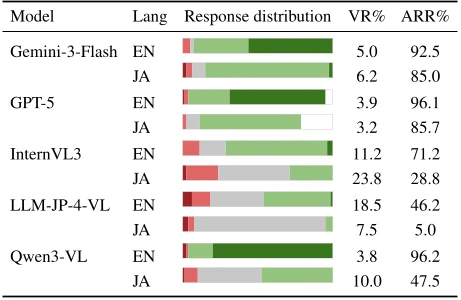 Model Lang Response distribution VR% ARR%
Gemini-3-Flash EN 5.0 92.5
JA 6.2 85.0
GPT-5 EN 3.9 96.1
JA 3.2 85.7
InternVL3 EN 11.2 71.2
JA 23.8 28.8
LLM-JP-4-VL EN 18.5 46.2
JA 7.5 5.0
Qwen3-VL EN 3.8 96.2
JA 10.0 47.5